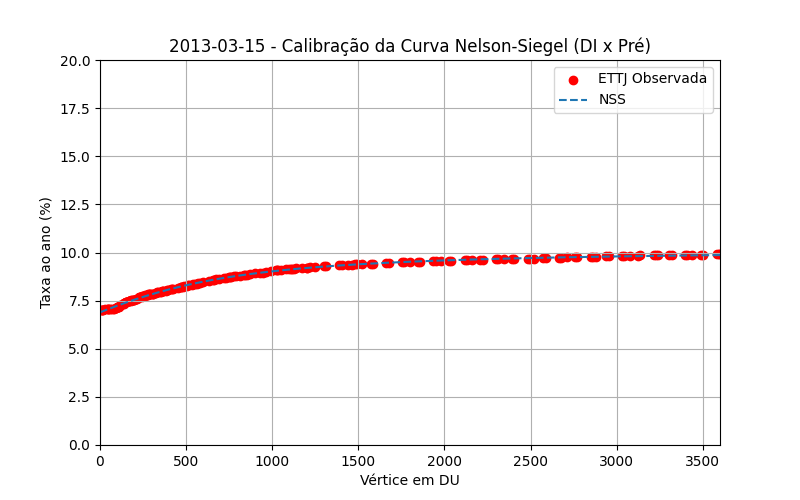 2013-03-15 - Calibração da Curva Nelson-Siegel (DI x Pré)
20.0
17.5
15.0
12.5
10.0
7.5
5.0
2.5
0.0
Taxa ao ano (%)
ETTJ Observada
NSS
0 500 1000 1500 2000 2500 3000 3500
Vértice em DU